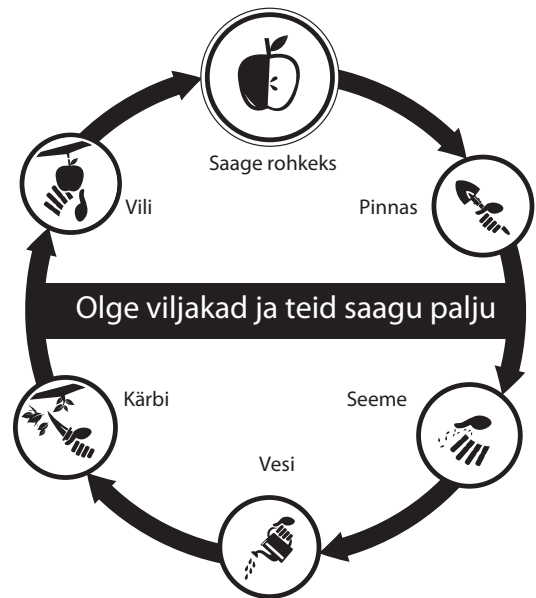 Saage rohkeks
Vili
Pinnas
Olge viljakad ja teid saagu palju
Kärbi
Seeme
Vesi